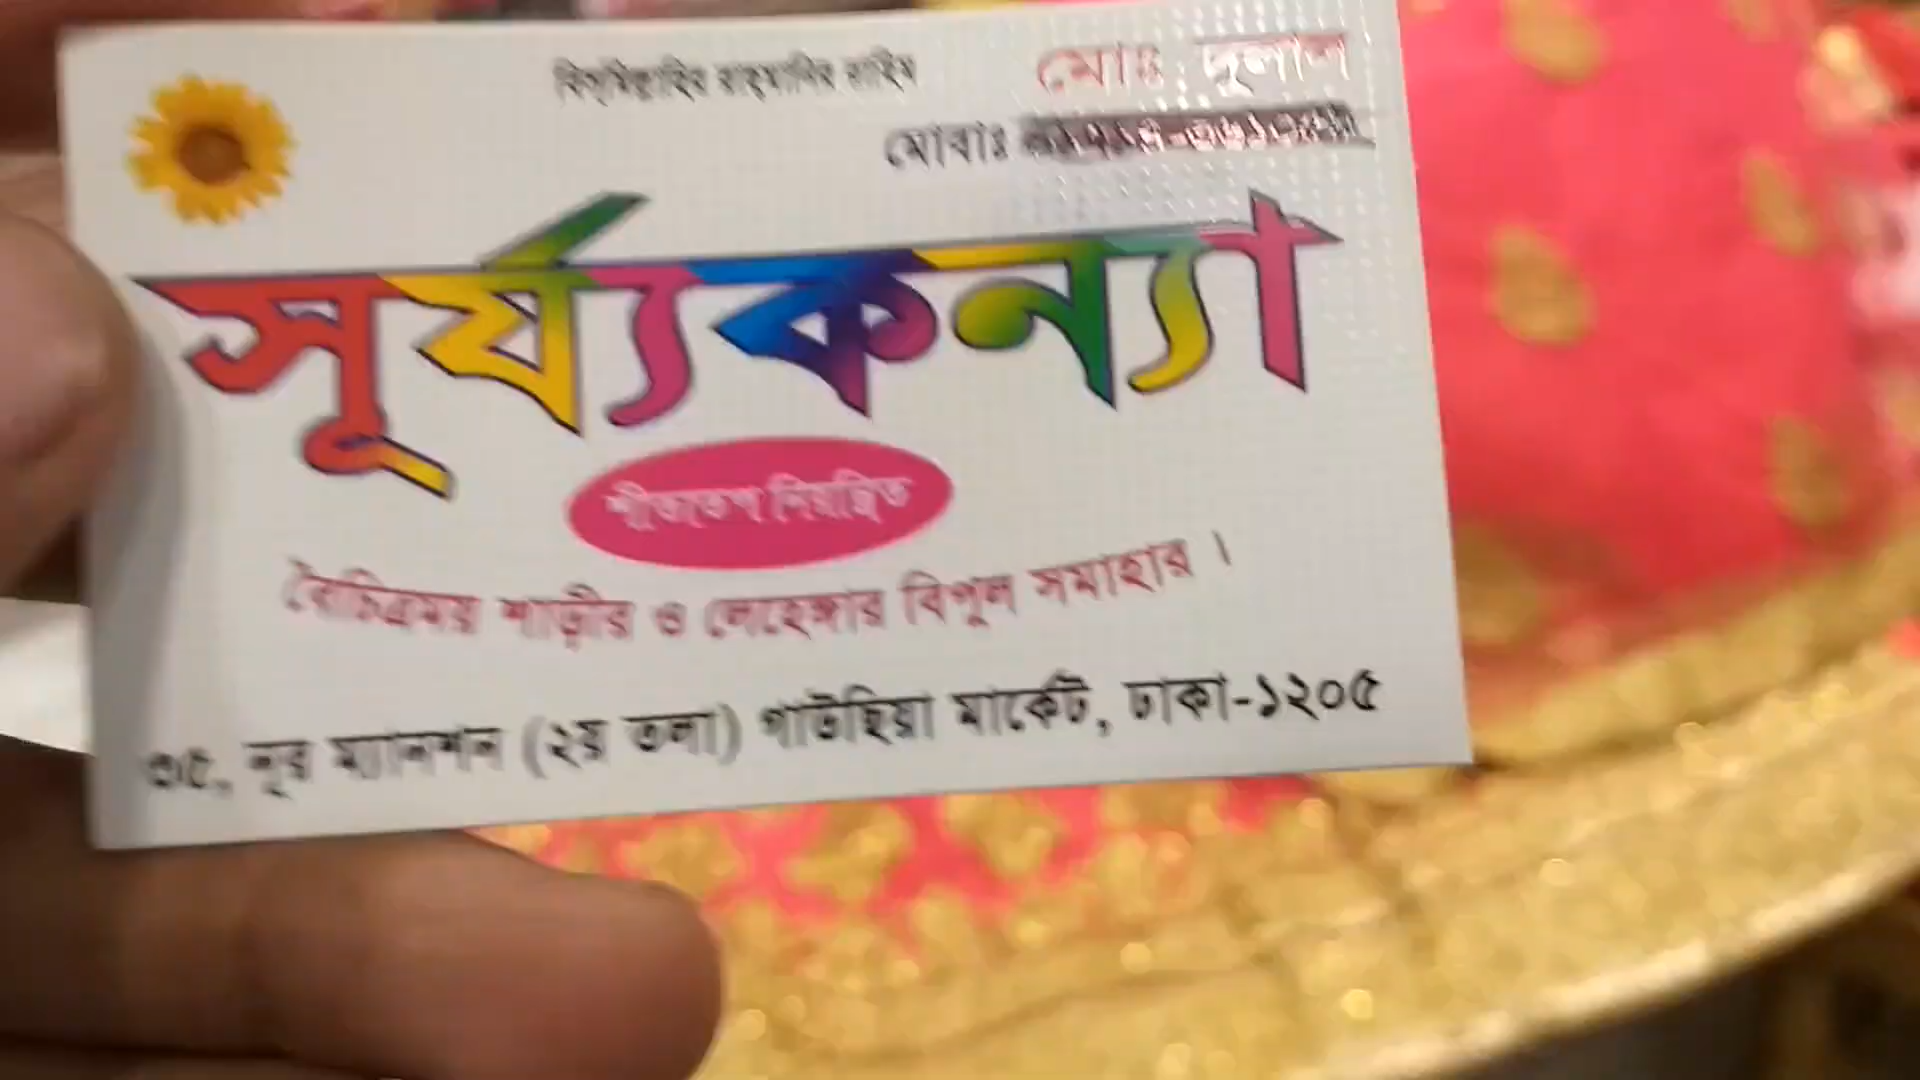 বিস্‌মিল্লাহির রাহ্‌মানির রাহিম
মোঃ দুলাল
মোবাঃ
সূর্য্যকন্যা
শীতাতপ নিয়ন্ত্রিত
বৈচিত্রময় শাড়ীর ও লেহেঙ্গার বিপুল সমাহার ।
৩৫, নূর ম্যানশন (২য় তলা) গাউছিয়া মার্কেট, ঢাকা-১২০৫